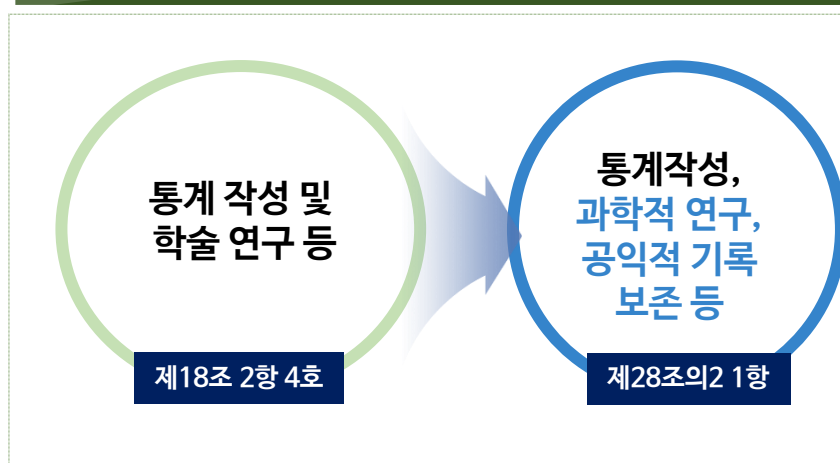 통계 작성 및
학술 연구 등
제18조 2항 4호
통계작성,
과학적 연구,
공익적 기록
보존 등
제28조의2 1항